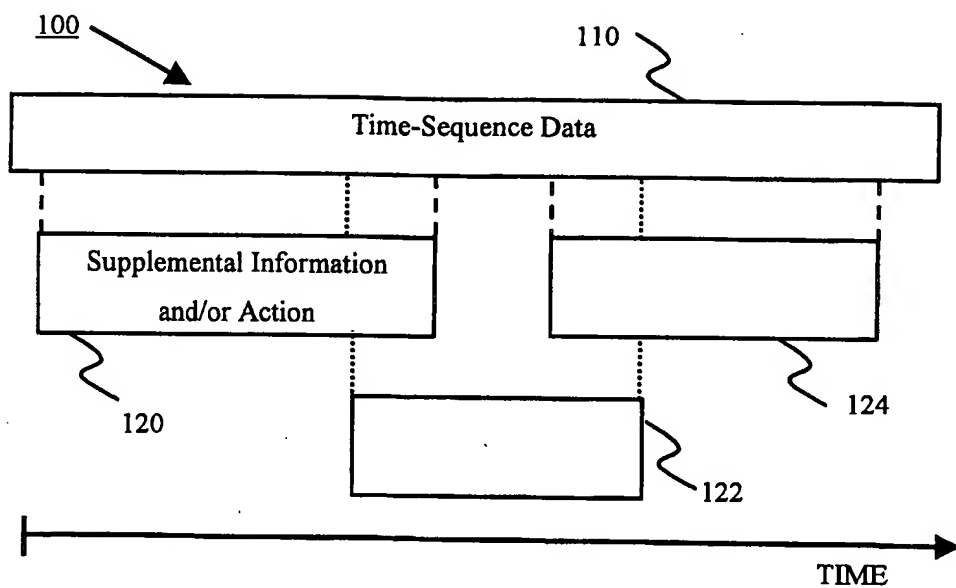 100
110
Time-Sequence Data
Supplemental Information
and/or Action
120
124
122
TIME